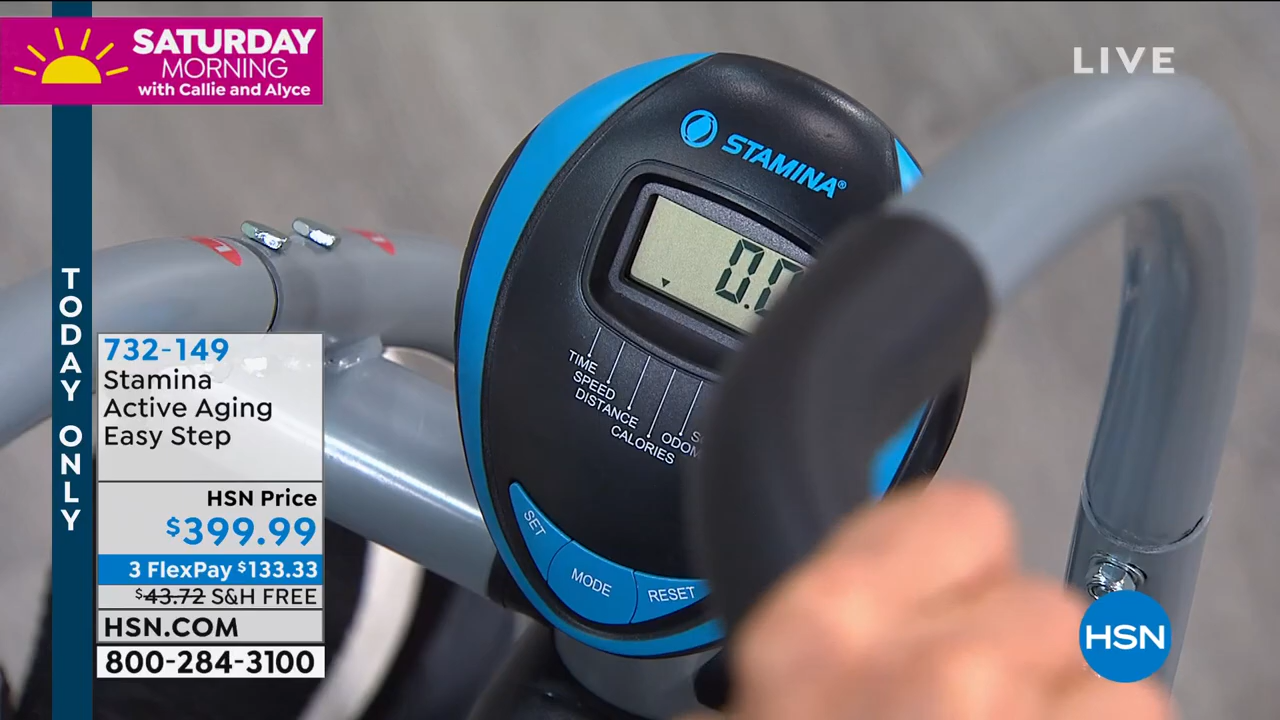 SATURDAY
MORNING
with Callie and Alyce
LIVE
TODAY ONLY
732-149
Stamina
Active Aging
Easy Step
HSN Price
$399.99
3 FlexPay $133.33
$43.72 S&H FREE
HSN.COM
800-284-3100
STAMINA®
TIME
SPEED
DISTANCE
CALORIES
SET
MODE
RESET
HSN